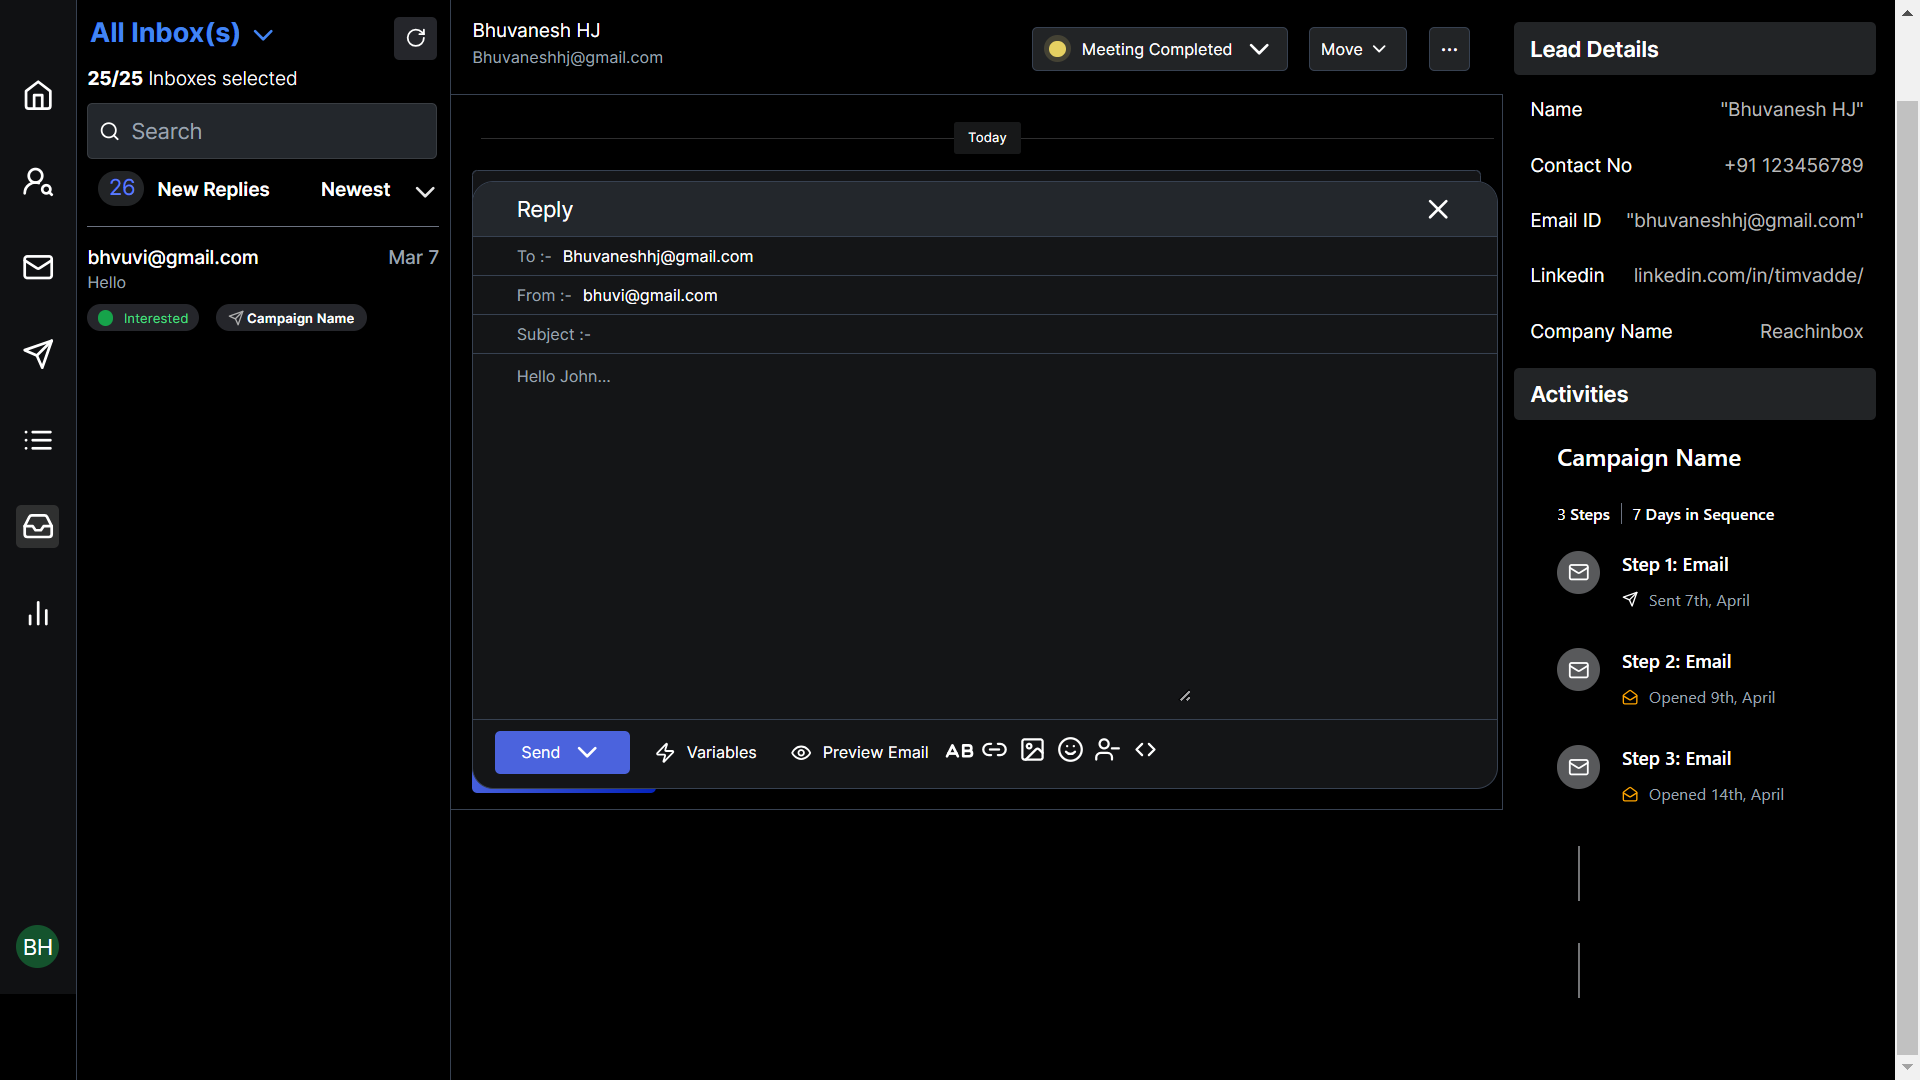 All Inbox(s)
25/25 Inboxes selected
Search
26 New Replies Newest
bhvuvi@gmail.com Mar 7
Hello
Interested Campaign Name
BH
Bhuvanesh HJ
Bhuvaneshhj@gmail.com
Meeting Completed Move ...
Today
Reply
To :- Bhuvaneshhj@gmail.com
From :- bhuvi@gmail.com
Subject :-
Hello John...
Send Variables Preview Email AB
Lead Details
Name "Bhuvanesh HJ"
Contact No +91 123456789
Email ID "bhuvaneshhj@gmail.com"
Linkedin linkedin.com/in/timvadde/
Company Name Reachinbox
Activities
Campaign Name
3 Steps 7 Days in Sequence
Step 1: Email
Sent 7th, April
Step 2: Email
Opened 9th, April
Step 3: Email
Opened 14th, April